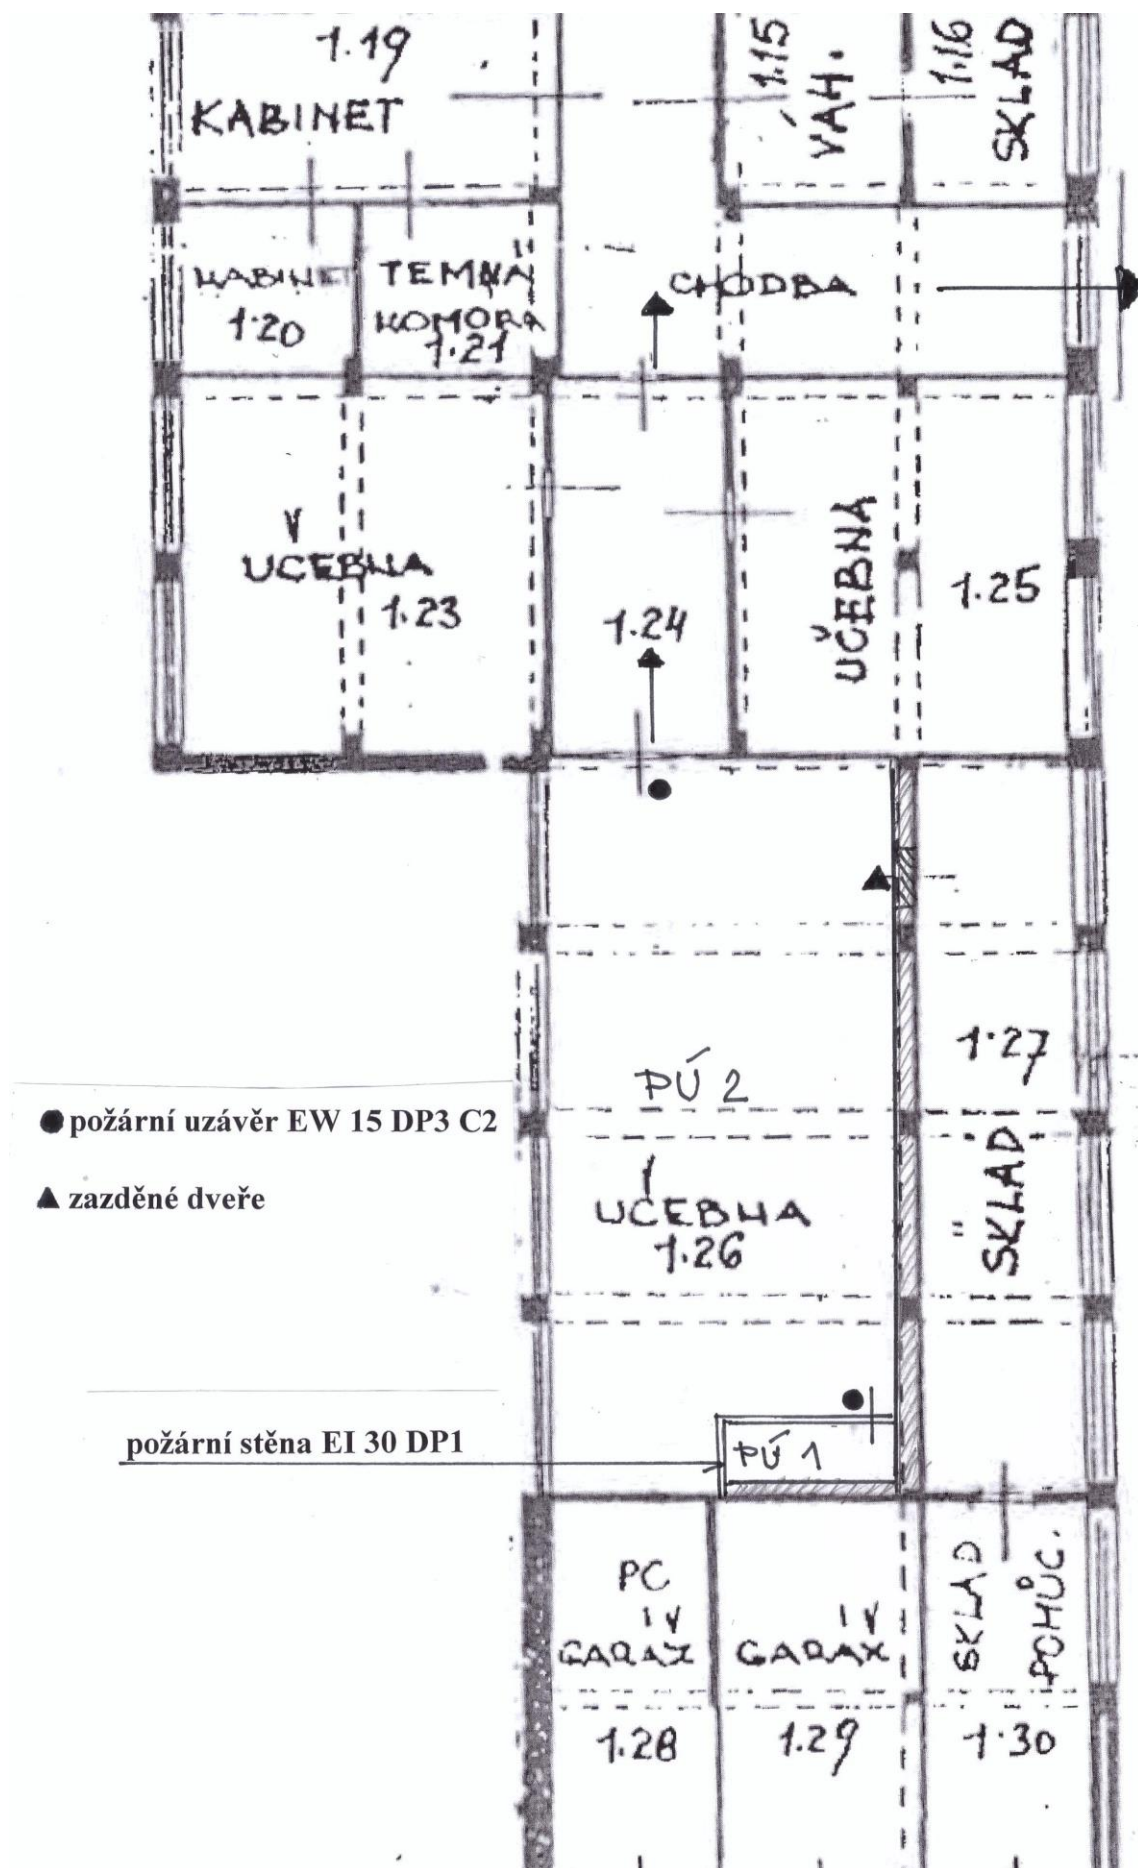 1.19
KABINET
1.15
VÁH.
1.16
SKLAD
KABINET
1.20
TEMNÁ
KOMORA
1.21
CHODBA
UČEBNA
1.23
1.24
UČEBNA
1.25
PÚ 2
1.27
SKLAD
● požární uzávěr EW 15 DP3 C2
▲ zazděné dveře
UČEBNA
1.26
požární stěna EI 30 DP1
PÚ 1
PC
GARÁŽ
1.28
GARÁŽ
1.29
SKLAD
POMŮC.
1.30